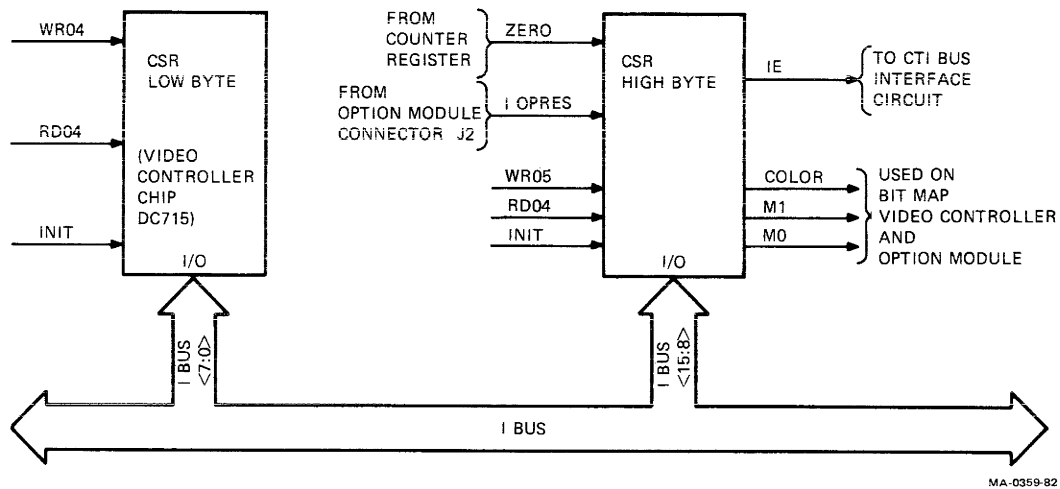 WR04
CSR
LOW BYTE
RD04
(VIDEO
CONTROLLER
CHIP
DC715)
INIT
I/O
FROM
COUNTER
REGISTER
ZERO
FROM
OPTION MODULE
CONNECTOR J2
I OPRES
WR05
RD04
INIT
CSR
HIGH BYTE
I/O
IE
TO CTI BUS
INTERFACE
CIRCUIT
COLOR
M1
M0
USED ON
BIT MAP
VIDEO CONTROLLER
AND
OPTION MODULE
I BUS
<7:0>
I BUS
<15:8>
I BUS
MA-0359-82